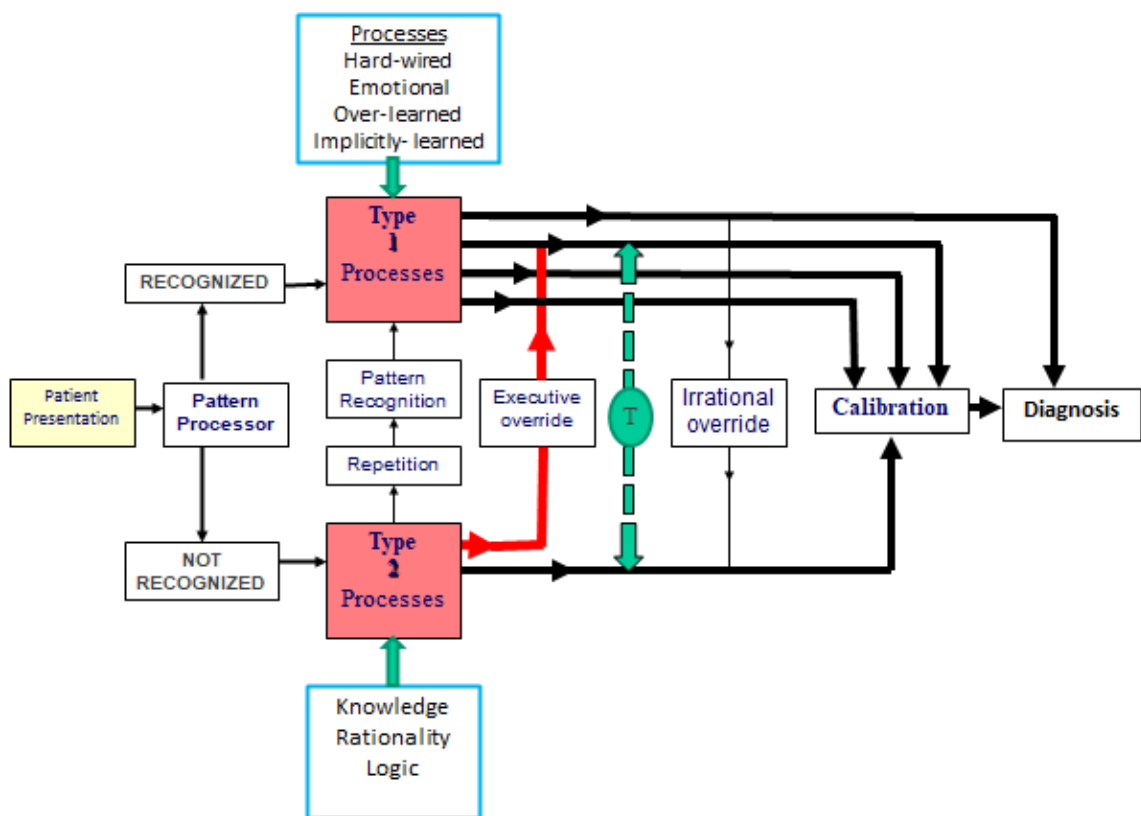 Processes
Hard-wired
Emotional
Over-learned
Implicitly- learned
Type
1
Processes
RECOGNIZED
Patient
Presentation
Pattern
Processor
Pattern
Recognition
Executive
override
T
Irrational
override
Calibration
Diagnosis
Repetition
NOT
RECOGNIZED
Type
2
Processes
Knowledge
Rationality
Logic